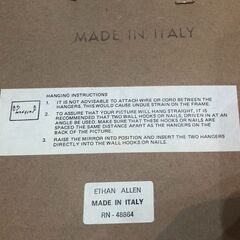 MADE IN ITALY
HANGING INSTRUCTIONS
1. IT IS NOT ADVISABLE TO ATTACH WIRE OR CORD BETWEEN THE
HANGERS. THIS WOULD CAUSE UNDUE STRAIN ON THE FRAME.
2. TO ASSURE THAT YOUR PICTURE WILL HANG STRAIGHT, IT IS
RECOMMENDED THAT TWO WALL HOOKS OR NAILS, DRIVEN IN AT AN
ANGLE BE USED. MAKE SURE THAT THESE HOOKS OR NAILS ARE
SPACED THE SAME DISTANCE APART AS THE HANGERS ON THE
BACK OF THE PICTURE.
3. RAISE THE MIRROR INTO POSITION AND INSERT THE TWO HANGERS
DIRECTLY INTO THE WALL HOOKS OR NAILS.
ETHAN ALLEN
MADE IN ITALY
RN - 48864